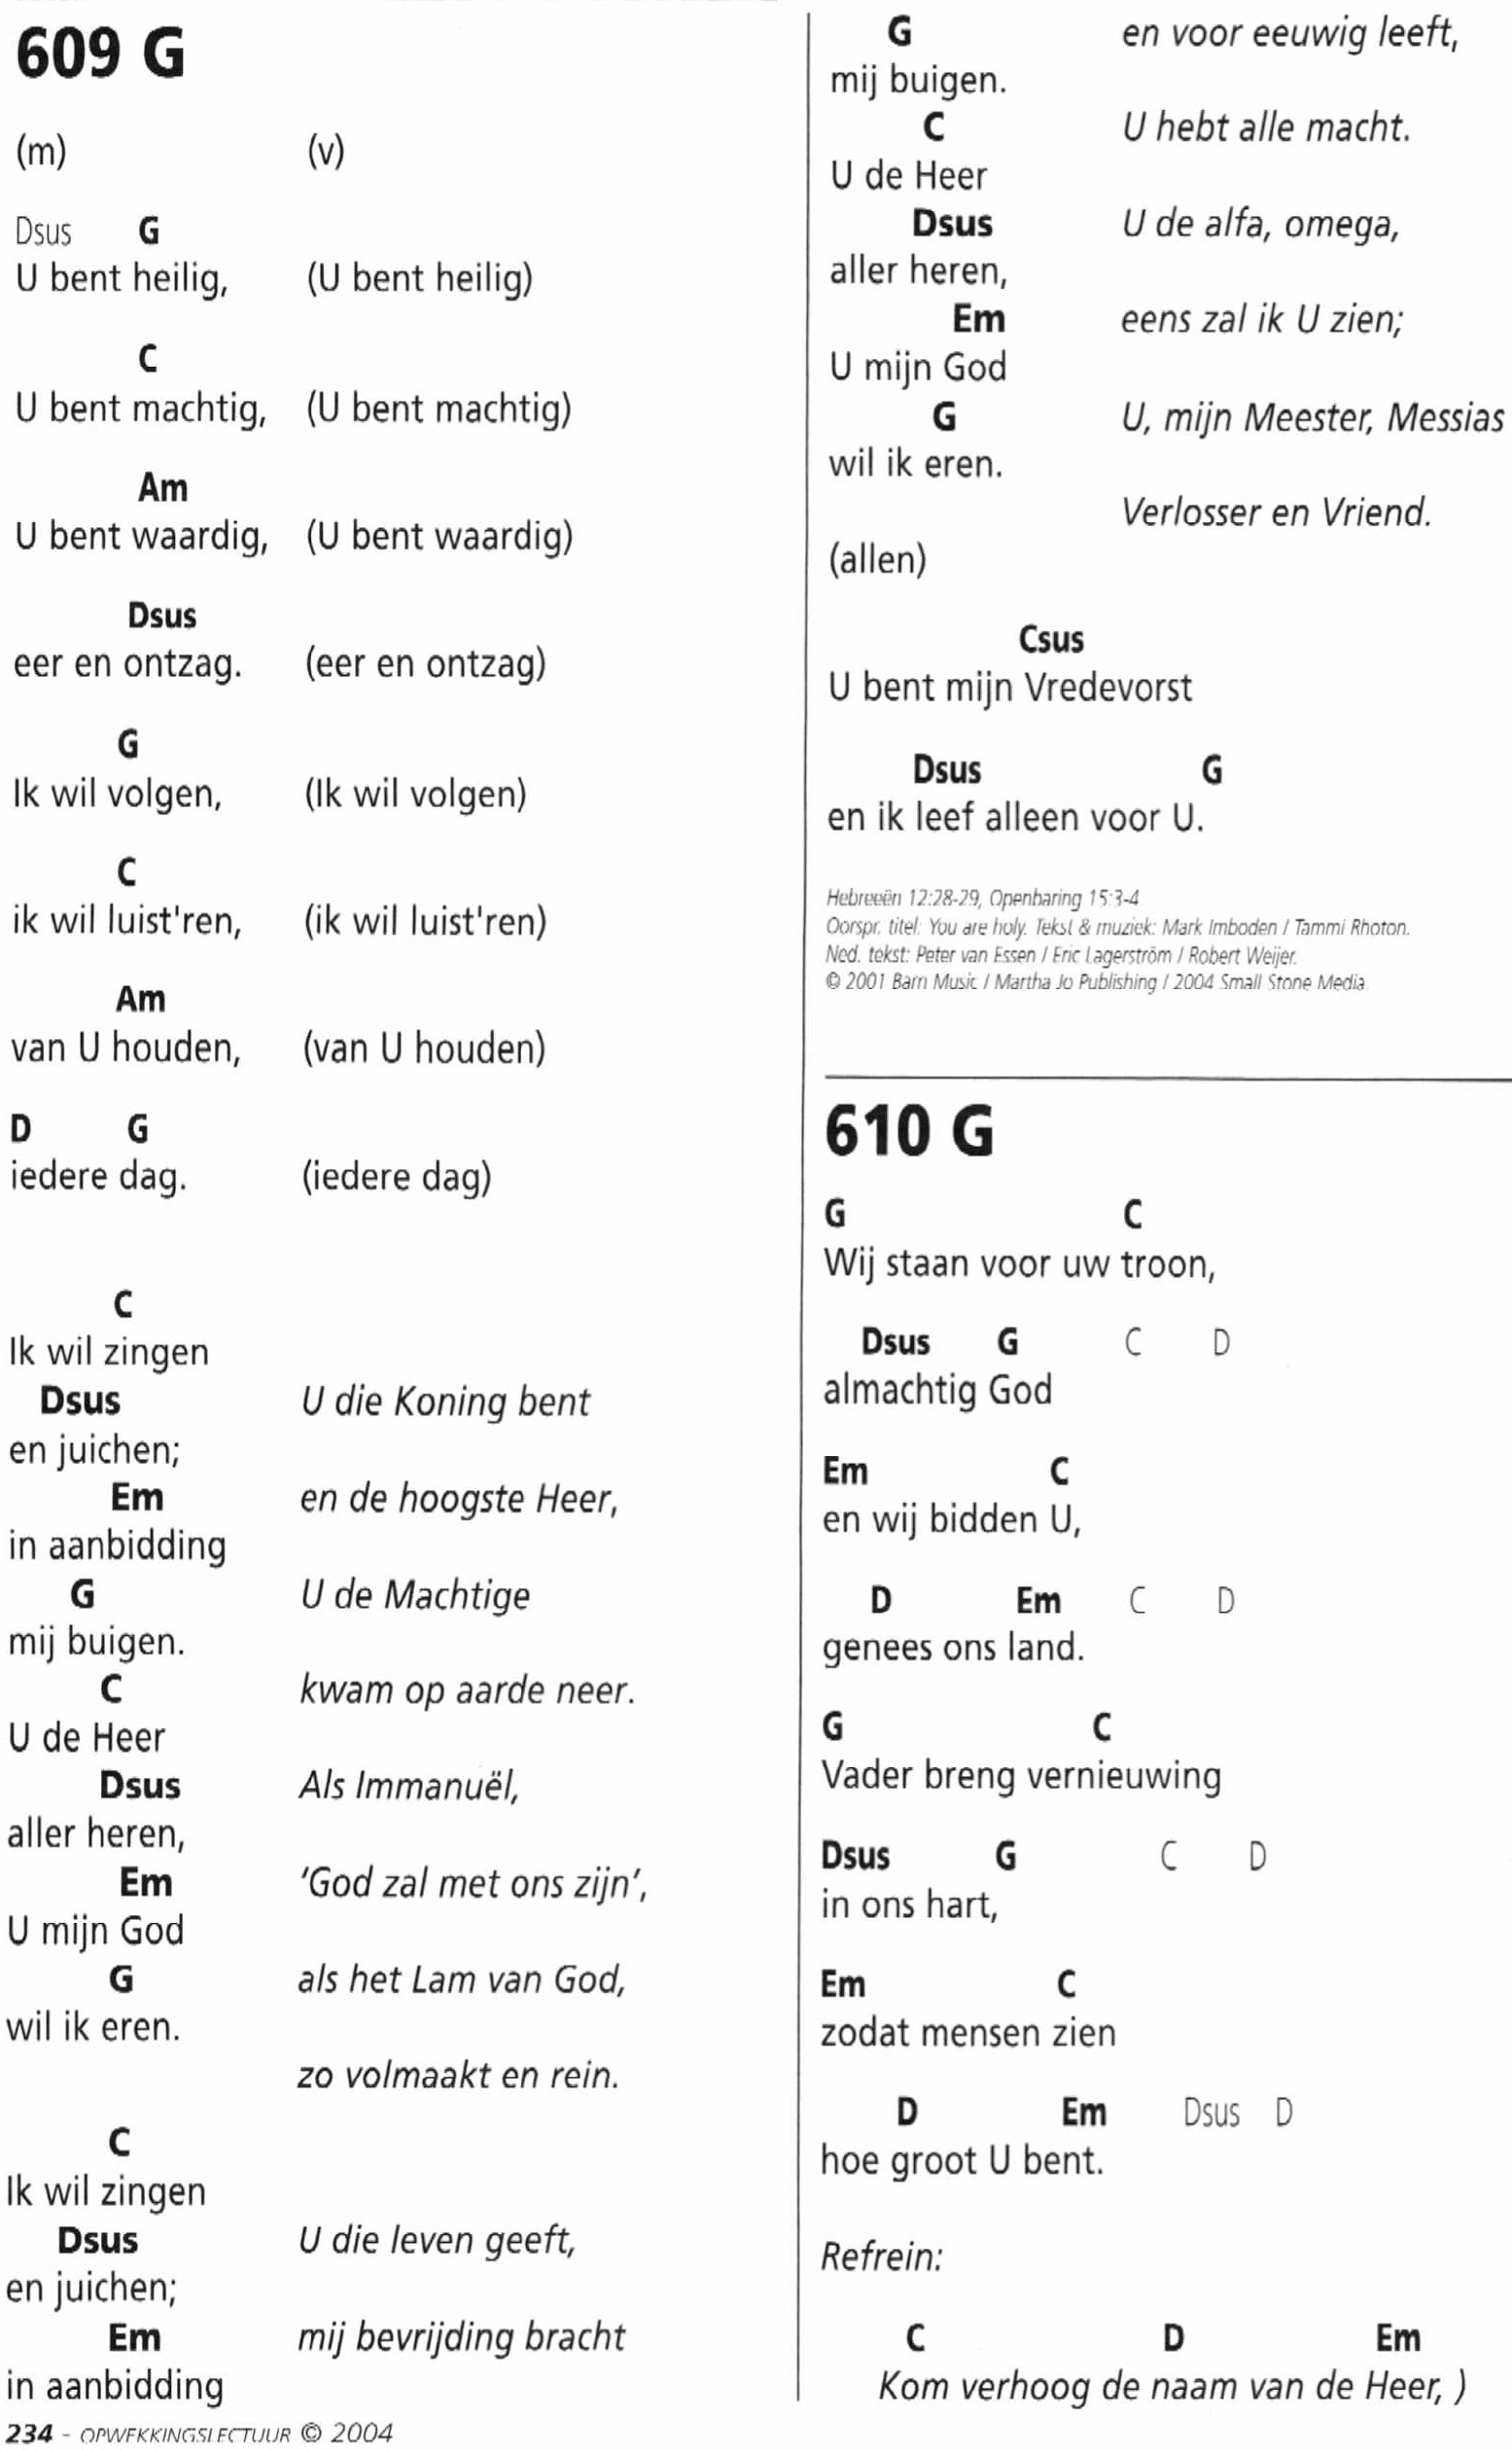 609 G
(m) (v)
Dsus G
U bent heilig, (U bent heilig)
C
U bent machtig, (U bent machtig)
Am
U bent waardig, (U bent waardig)
Dsus
eer en ontzag. (eer en ontzag)
G
Ik wil volgen, (Ik wil volgen)
C
ik wil luist'ren, (ik wil luist'ren)
Am
van U houden, (van U houden)
D G
iedere dag. (iedere dag)
C
Ik wil zingen
Dsus U die Koning bent
en juichen;
Em en de hoogste Heer,
in aanbidding
G U de Machtige
mij buigen.
C kwam op aarde neer.
U de Heer
Dsus Als Immanuël,
aller heren,
Em ‘God zal met ons zijn’,
U mijn God
G als het Lam van God,
wil ik eren.
zo volmaakt en rein.
C
Ik wil zingen
Dsus U die leven geeft,
en juichen;
Em mij bevrijding bracht
in aanbidding
234 - OPWEKKINGSLECTUUR © 2004
G en voor eeuwig leeft,
mij buigen.
C U hebt alle macht.
U de Heer
Dsus U de alfa, omega,
aller heren,
Em eens zal ik U zien;
U mijn God
G U, mijn Meester, Messias
wil ik eren.
Verlosser en Vriend.
(allen)
Csus
U bent mijn Vredevorst
Dsus G
en ik leef alleen voor U.
Hebreeën 12:28-29, Openbaring 15:3-4
Oorspr. titel: You are holy. Tekst & muziek: Mark Imboden / Tammi Rhoton.
Ned. tekst: Peter van Essen / Eric Lagerström / Robert Weijer.
© 2001 Barn Music / Martha Jo Publishing / 2004 Small Stone Media.
610 G
G C
Wij staan voor uw troon,
Dsus G C D
almachtig God
Em C
en wij bidden U,
D Em C D
genees ons land.
G C
Vader breng vernieuwing
Dsus G C D
in ons hart,
Em C
zodat mensen zien
D Em Dsus D
hoe groot U bent.
Refrein:
C D Em
Kom verhoog de naam van de Heer, )